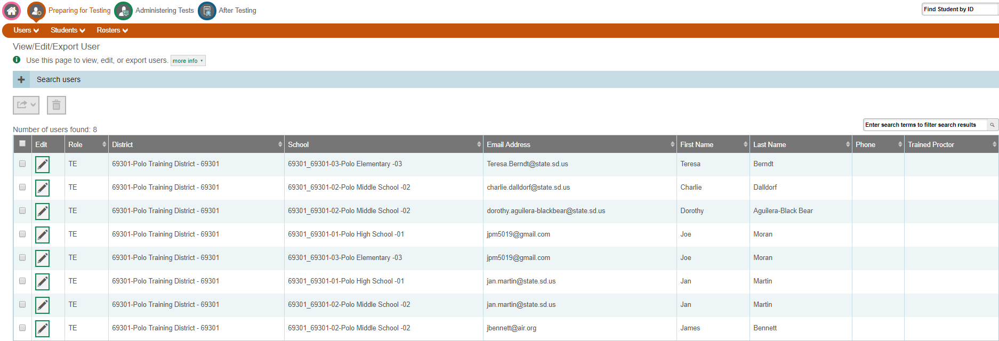 Preparing for Testing Administering Tests After Testing Find Student by ID
Users Students Rosters
View/Edit/Export User
Use this page to view, edit, or export users. more info
Search users
Number of users found: 8 Enter search terms to filter search results
Edit Role District School Email Address First Name Last Name Phone Trained Proctor
TE 69301-Polo Training District - 69301 69301_69301-03-Polo Elementary -03 Teresa.Berndt@state.sd.us Teresa Berndt
TE 69301-Polo Training District - 69301 69301_69301-02-Polo Middle School -02 charlie.dalldorf@state.sd.us Charlie Dalldorf
TE 69301-Polo Training District - 69301 69301_69301-02-Polo Middle School -02 dorothy.aguilera-blackbear@state.sd.us Dorothy Aguilera-Black Bear
TE 69301-Polo Training District - 69301 69301_69301-01-Polo High School -01 jpm5019@gmail.com Joe Moran
TE 69301-Polo Training District - 69301 69301_69301-03-Polo Elementary -03 jpm5019@gmail.com Joe Moran
TE 69301-Polo Training District - 69301 69301_69301-01-Polo High School -01 jan.martin@state.sd.us Jan Martin
TE 69301-Polo Training District - 69301 69301_69301-02-Polo Middle School -02 jan.martin@state.sd.us Jan Martin
TE 69301-Polo Training District - 69301 69301_69301-02-Polo Middle School -02 jbennett@air.org James Bennett